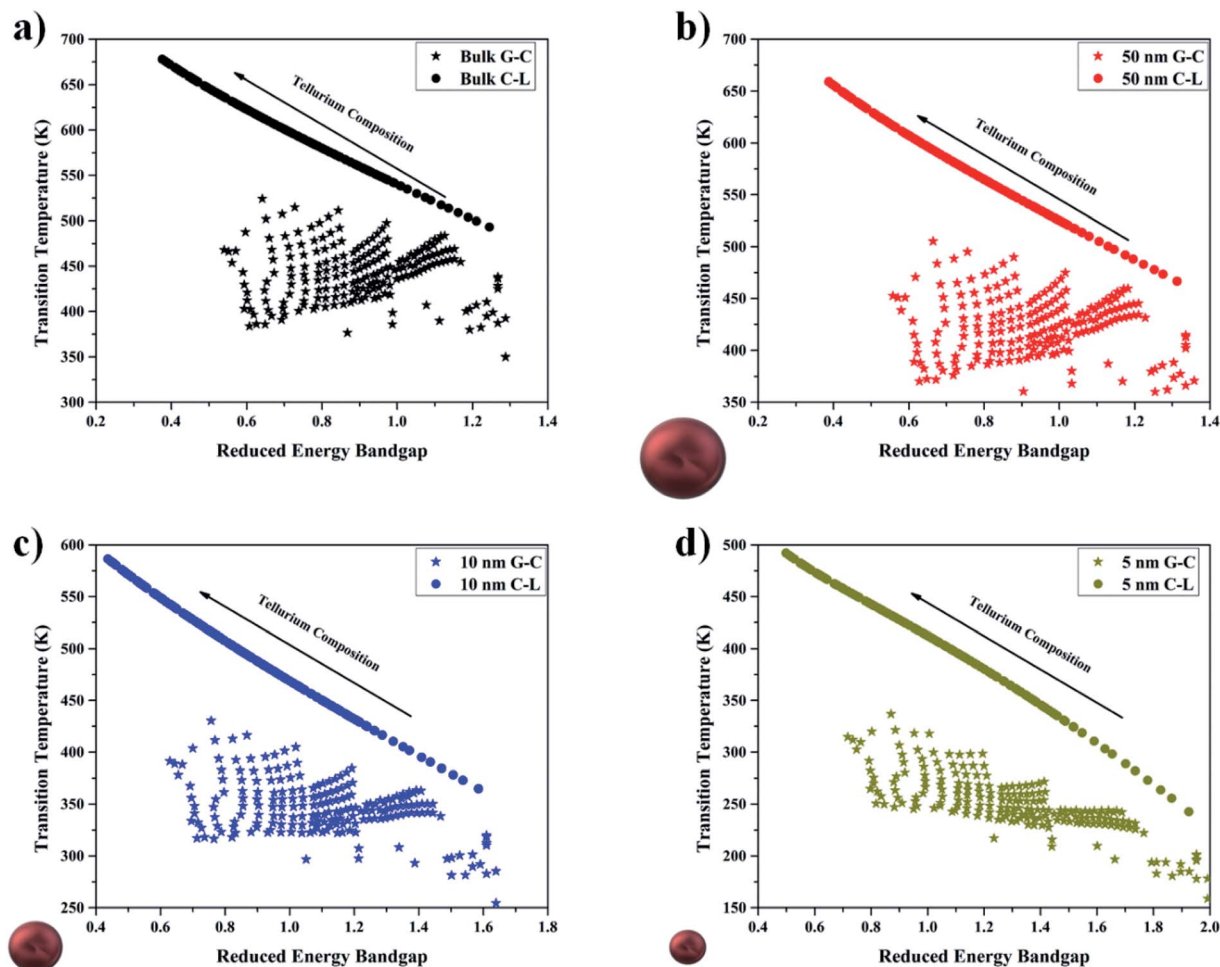 a)
Transition Temperature (K)
700
650
600
550
500
450
400
350
300
0.2 0.4 0.6 0.8 1.0 1.2 1.4
Reduced Energy Bandgap
Bulk G-C
Bulk C-L
Tellurium Composition
b)
Transition Temperature (K)
700
650
600
550
500
450
400
350
0.2 0.4 0.6 0.8 1.0 1.2 1.4
Reduced Energy Bandgap
50 nm G-C
50 nm C-L
Tellurium Composition
c)
Transition Temperature (K)
600
550
500
450
400
350
300
250
0.4 0.6 0.8 1.0 1.2 1.4 1.6 1.8
Reduced Energy Bandgap
10 nm G-C
10 nm C-L
Tellurium Composition
d)
Transition Temperature (K)
500
450
400
350
300
250
200
150
0.4 0.6 0.8 1.0 1.2 1.4 1.6 1.8 2.0
Reduced Energy Bandgap
5 nm G-C
5 nm C-L
Tellurium Composition